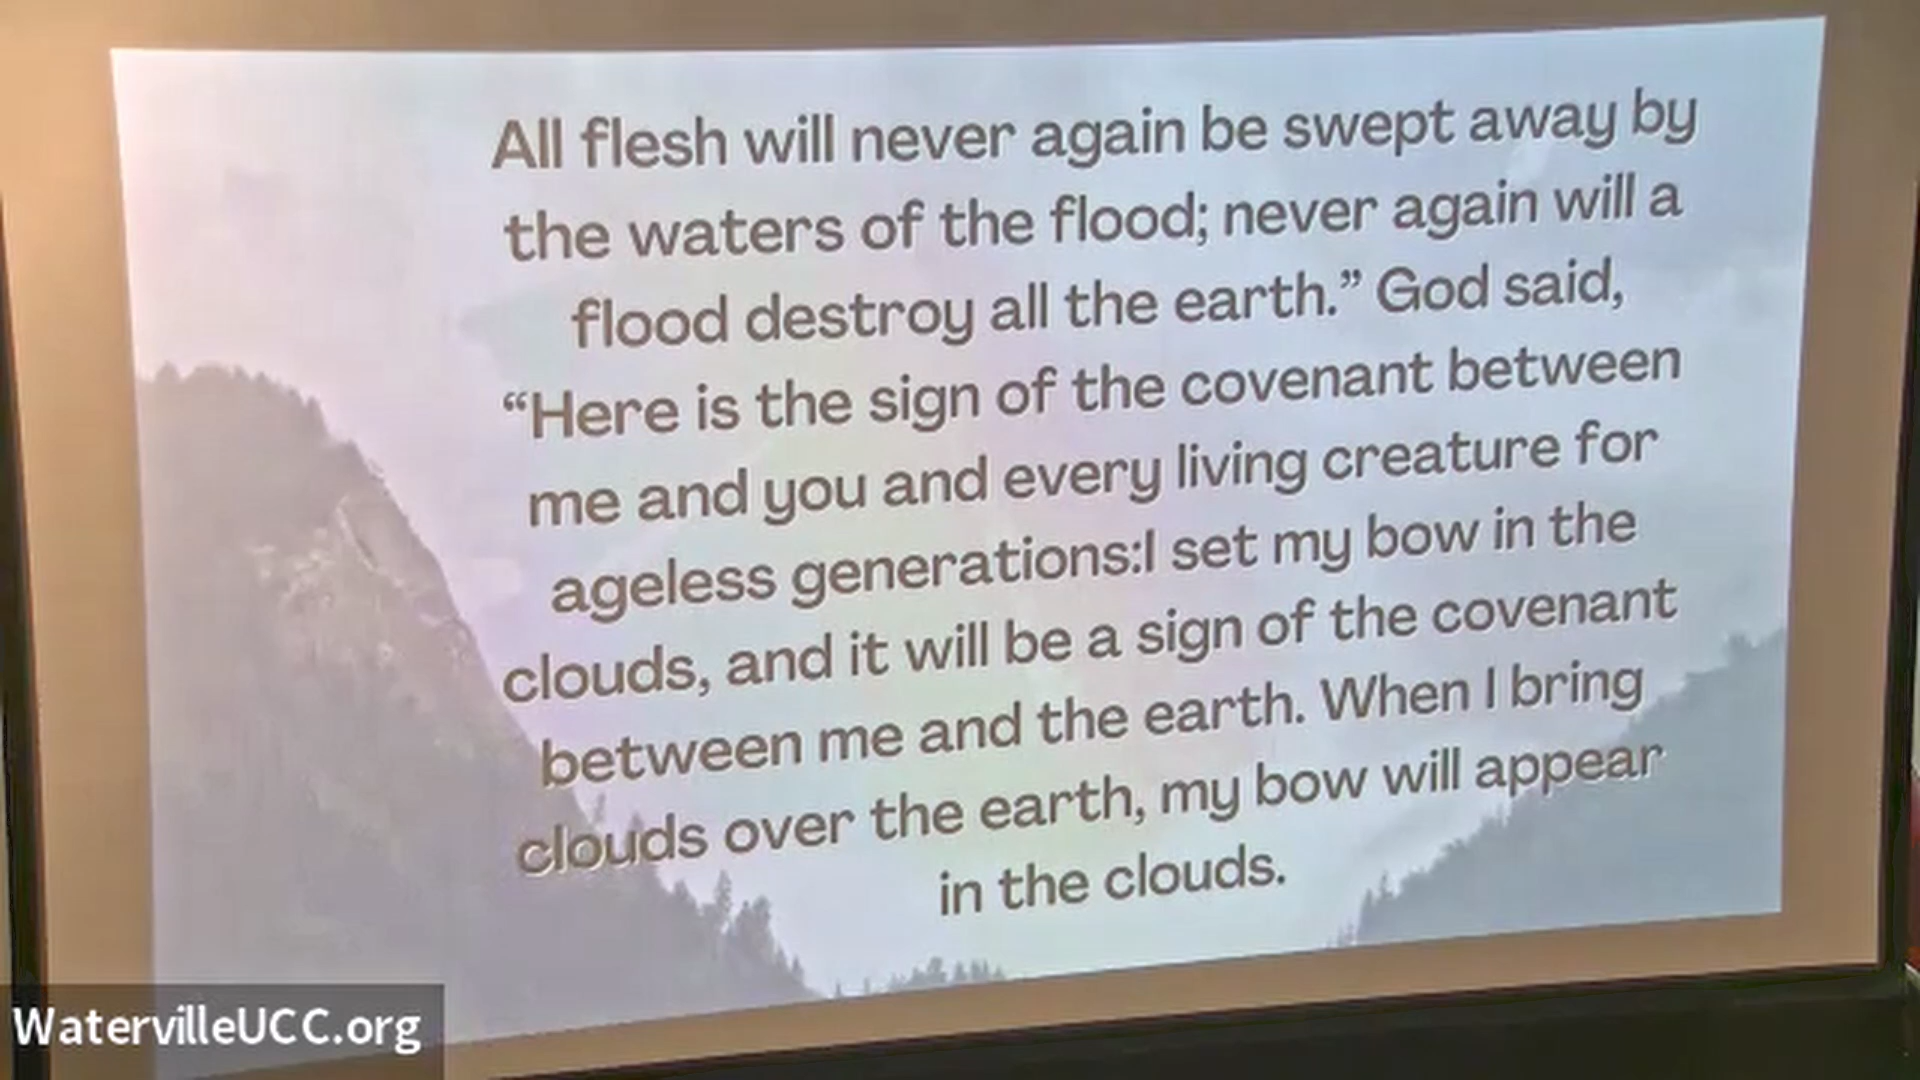 All flesh will never again be swept away by
the waters of the flood; never again will a
flood destroy all the earth.” God said,
“Here is the sign of the covenant between
me and you and every living creature for
ageless generations:I set my bow in the
clouds, and it will be a sign of the covenant
between me and the earth. When I bring
clouds over the earth, my bow will appear
in the clouds.
WatervilleUCC.org